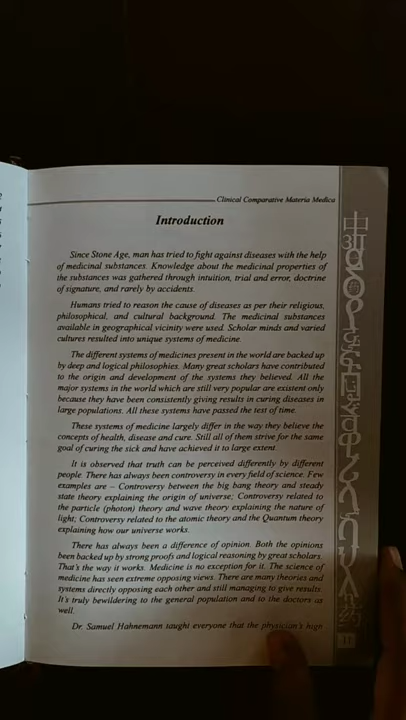 Clinical Comparative Materia Medica
Introduction
Since Stone Age, man has tried to fight against diseases with the help
of medicinal substances. Knowledge about the medicinal properties of
the substances was gathered through intuition, trial and error, doctrine
of signature, and rarely by accidents.
Humans tried to reason the cause of diseases as per their religious,
philosophical, and cultural background. The medicinal substances
available in geographical vicinity were used. Scholar minds and varied
cultures resulted into unique systems of medicine.
The different systems of medicines present in the world are backed up
by deep and logical philosophies. Many great scholars have contributed
to the origin and development of the systems they believed. All the
major systems in the world which are still very popular are existent only
because they have been consistently giving results in curing diseases in
large populations. All these systems have passed the test of time.
These systems of medicine largely differ in the way they believe the
concepts of health, disease and cure. Still all of them strive for the same
goal of curing the sick and have achieved it to large extent.
It is observed that truth can be perceived differently by different
people. There has always been controversy in every field of science. Few
examples are – Controversy between the big bang theory and steady
state theory explaining the origin of universe; Controversy related to
the particle (photon) theory and wave theory explaining the nature of
light; Controversy related to the atomic theory and the Quantum theory
explaining how our universe works.
There has always been a difference of opinion. Both the opinions
been backed up by strong proofs and logical reasoning by great scholars.
That's the way it works. Medicine is no exception for it. The science of
medicine has seen extreme opposing views. There are many theories and
systems directly opposing each other and still managing to give results.
It's truly bewildering to the general population and to the doctors as
well.
Dr. Samuel Hahnemann taught everyone that the physician's high
11